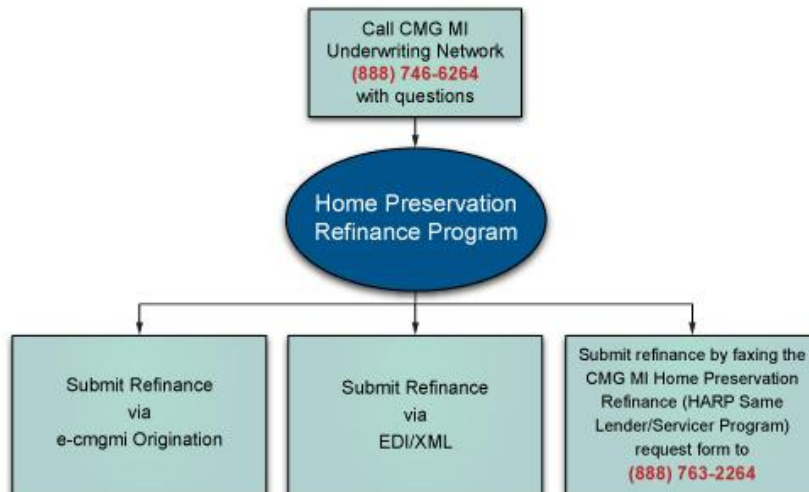 Call CMG MI
Underwriting Network
(888) 746-6264
with questions
Home Preservation
Refinance Program
Submit Refinance
via
e-cmgmi Origination
Submit Refinance
via
EDI/XML
Submit refinance by faxing the
CMG MI Home Preservation
Refinance (HARP Same
Lender/Servicer Program)
request form to
(888) 763-2264